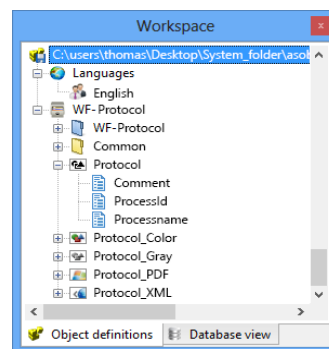 Workspace
C:\users\thomas\Desktop\System_folder\asob
Languages
English
WF-Protocol
WF-Protocol
Common
Protocol
Comment
ProcessId
Processname
Protocol_Color
Protocol_Gray
Protocol_PDF
Protocol_XML
Object definitions
Database view